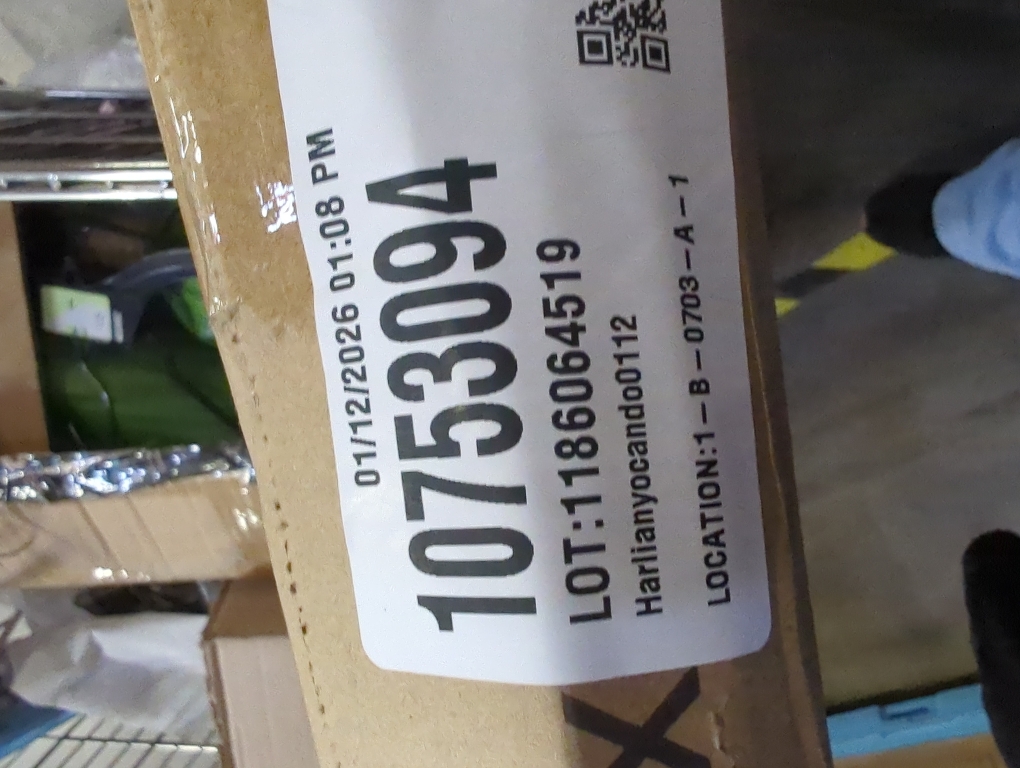 01/12/2026 01:08 PM
10753094
LOT:1186064519
Harlianyocando0112
LOCATION:1-B-0703-A-1
X